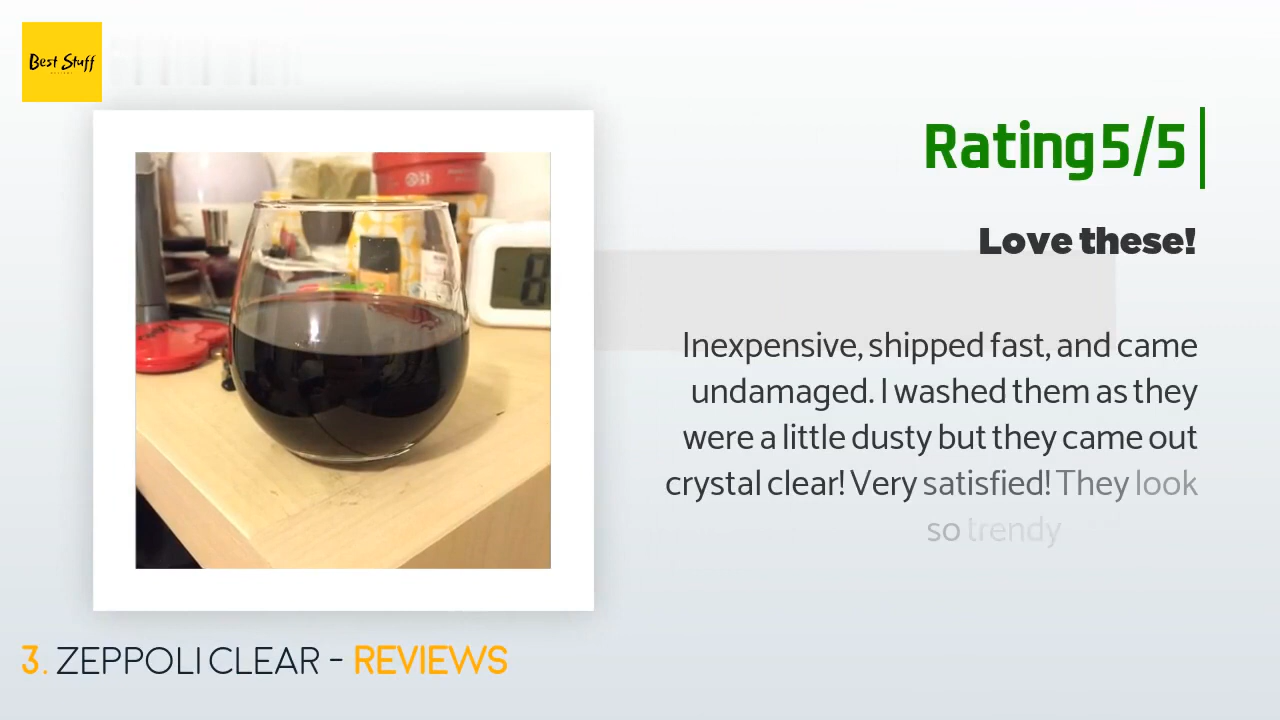 Best Stuff
Rating 5/5
Love these!
Inexpensive, shipped fast, and came
undamaged. I washed them as they
were a little dusty but they came out
crystal clear! Very satisfied! They look
so trendy
8
3. ZEPPOLI CLEAR - REVIEWS